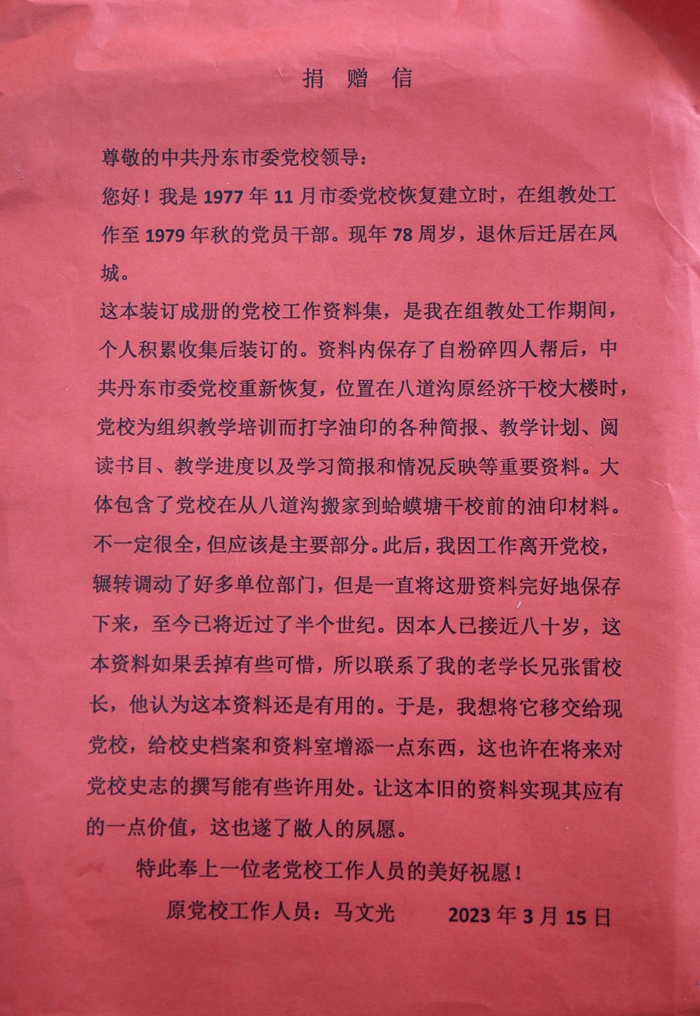 捐 赠 信
尊敬的中共丹东市委党校领导：
您好！我是 1977 年 11 月市委党校恢复建立时，在组教处工
作至 1979 年秋的党员干部。现年 78 周岁，退休后迁居在凤
城。
这本装订成册的党校工作资料集，是我在组教处工作期间，
个人积累收集后装订的。资料内保存了自粉碎四人帮后，中
共丹东市委党校重新恢复，位置在八道沟原经济干校大楼时，
党校为组织教学培训而打字油印的各种简报、教学计划、阅
读书目、教学进度以及学习简报和情况反映等重要资料。大
体包含了党校在从八道沟搬家到蛤蟆塘干校前的油印材料。
不一定很全，但应该是主要部分。此后，我因工作离开党校，
辗转调动了好多单位部门，但是一直将这册资料完好地保存
下来，至今已将近过了半个世纪。因本人已接近八十岁，这
本资料如果丢掉有些可惜，所以联系了我的老学长兄张雷校
长，他认为这本资料还是有用的。于是，我想将它移交给现
党校，给校史档案和资料室增添一点东西，这也许在将来对
党校史志的撰写能有些许用处。让这本旧的资料实现其应有
的一点价值，这也遂了敝人的夙愿。
特此奉上一位老党校工作人员的美好祝愿！
原党校工作人员：马文光 2023 年 3 月 15 日